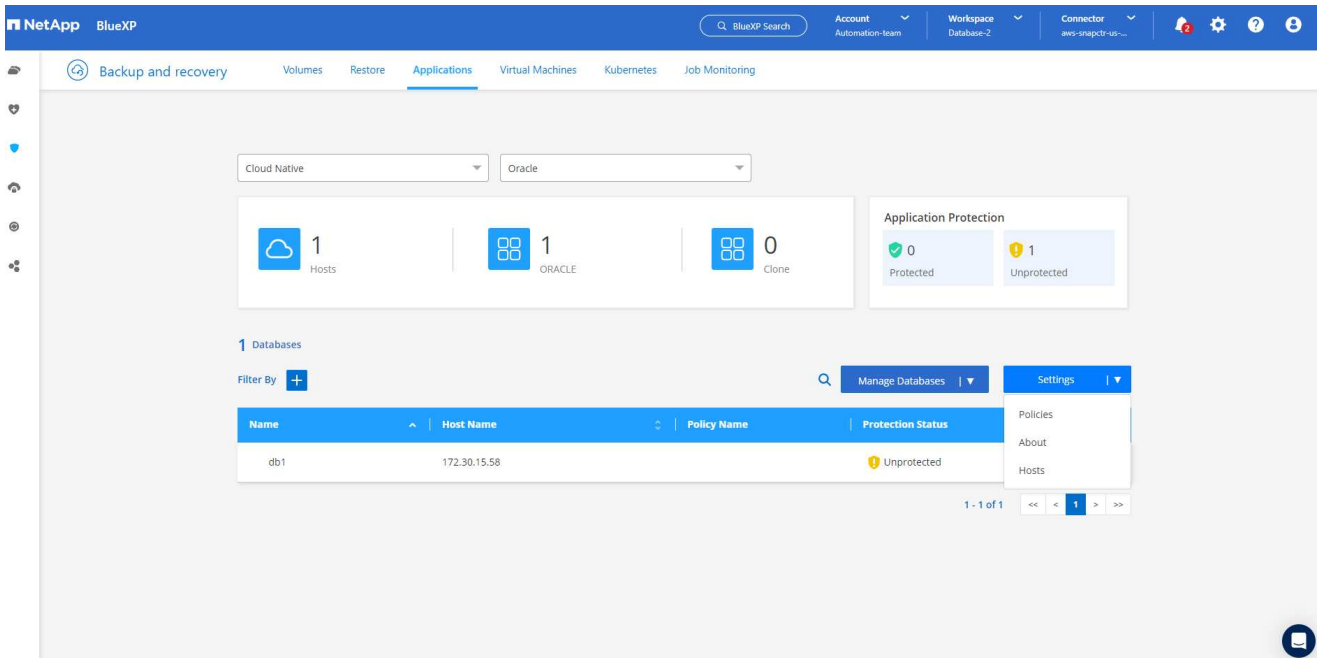 NetApp BlueXP
BlueXP Search
Account
Automation-team
Workspace
Database-2
Connector
aws-snapctr-us-...
2
Backup and recovery
Volumes Restore Applications Virtual Machines Kubernetes Job Monitoring
Cloud Native
Oracle
1
Hosts
1
ORACLE
0
Clone
Application Protection
0
Protected
1
Unprotected
1 Databases
Filter By +
Manage Databases | ▼
Settings | ▼
Policies
About
Hosts
Name Host Name Policy Name Protection Status
db1 172.30.15.58 Unprotected
1 - 1 of 1 << < 1 > >>